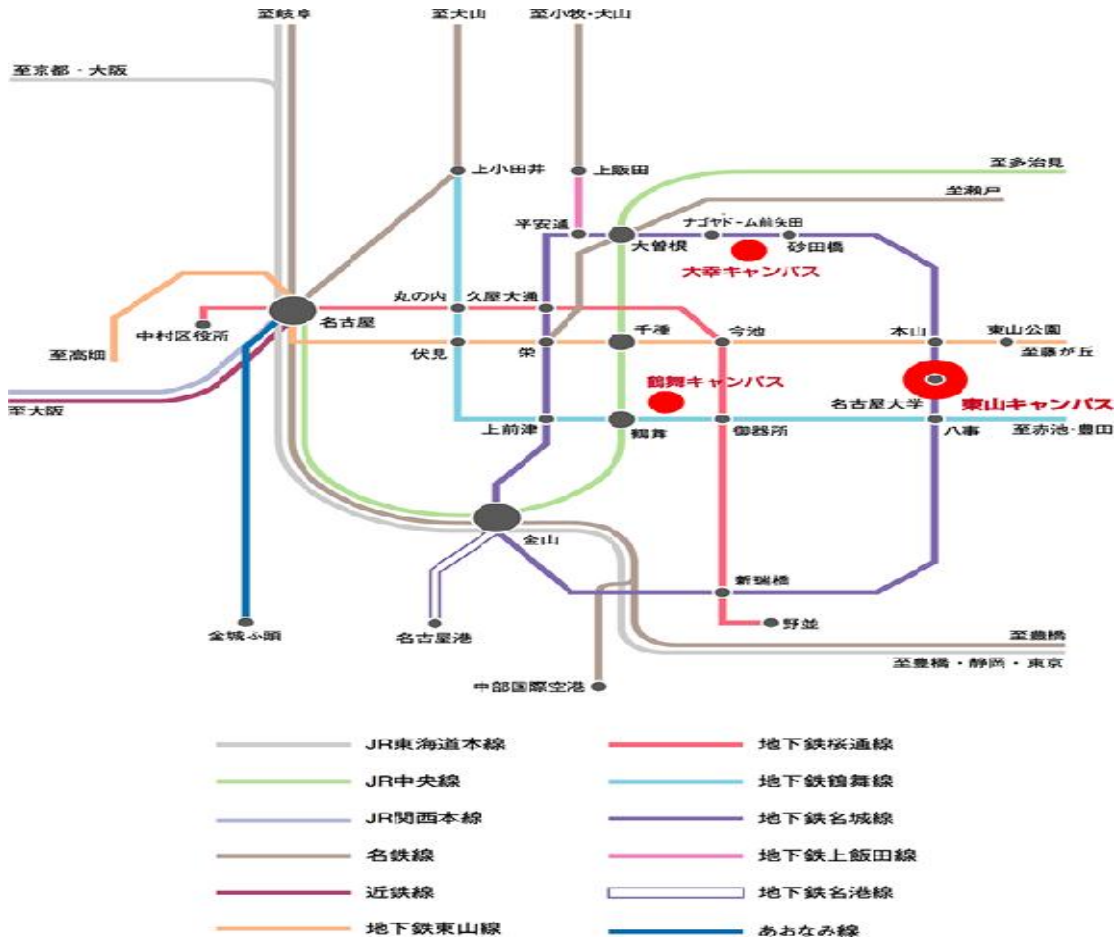 至岐阜
至犬山
至小牧・犬山
至京都・大阪
上小田井
上飯田
至多治見
至瀬戸
平安通
大曽根
ナゴヤドーム前矢田
砂田橋
大幸キャンパス
名古屋
丸の内
久屋大通
中村区役所
千種
今池
本山
東山公園
至高畑
伏見
栄
至藤が丘
鶴舞キャンパス
至大阪
名古屋大学
東山キャンパス
上前津
鶴舞
御器所
八事
至赤池・豊田
金山
新瑞橋
金城ふ頭
名古屋港
野並
至豊橋
至豊橋・静岡・東京
中部国際空港
JR東海道本線
地下鉄桜通線
JR中央線
地下鉄鶴舞線
JR関西本線
地下鉄名城線
名鉄線
地下鉄上飯田線
近鉄線
地下鉄名港線
地下鉄東山線
あおなみ線